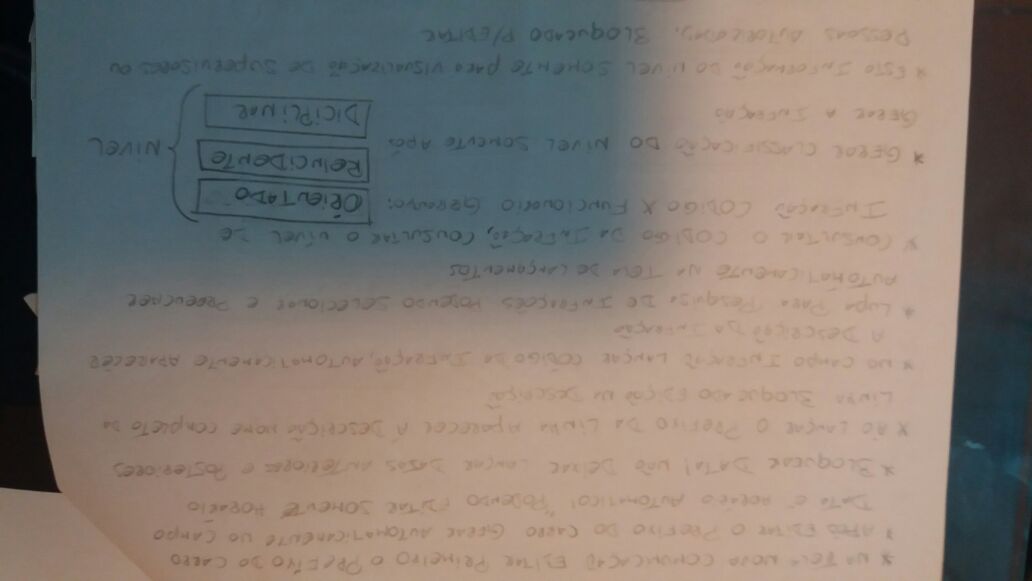 * NA TELA NOVA COMUNICAÇÃO EDITAR PRIMEIRO O PREFIXO DO CARRO
* APÓS EDITAR O PREFIXO DO CARRO GERAR AUTOMATICAMENTE NO CAMPO
DATA E HORÁRIO AUTOMATICO! "PODENDO EDITAR SOMENTE HORÁRIO
* BLOQUEAR DATA! NÃO DEIXAR LANÇAR DATAS ANTERIORES E POSTERIORES
* AO LANÇAR O PREFIXO DA LINHA APARECER A DESCRIÇÃO NOME COMPLETO DA
LINHA BLOQUEADO EDIÇÃO NA DESCRIÇÃO
* NO CAMPO INFRAÇÃO LANÇAR CÓDIGO DA INFRAÇÃO, AUTOMATICAMENTE APARECER
A DESCRIÇÃO DA INFRAÇÃO
* LUPA PARA PESQUISA DE INFRAÇÕES PODENDO SELECIONAR E PREENCHER
AUTOMATICAMENTE NA TELA DE LANÇAMENTOS
* CONSULTAR O CODIGO DA INFRAÇÃO, CONSULTAR O NÍVEL DE
INFRAÇÃO CODIGO X FUNCIONARIO GERANDO:
ORIENTADO
REINCIDENTE
DICIPLINAR
NIVEL
* GERAR CLASSIFICAÇÃO DO NIVEL SOMENTE APÓS
GERAR A INFRAÇÃO
* ESTA INFORMAÇÃO DO NÍVEL SOMENTE PARA VISUALIZAÇÃO DE SUPERVISORES OU
PESSOAS AUTORIZADAS. BLOQUEADO P/EDITAR